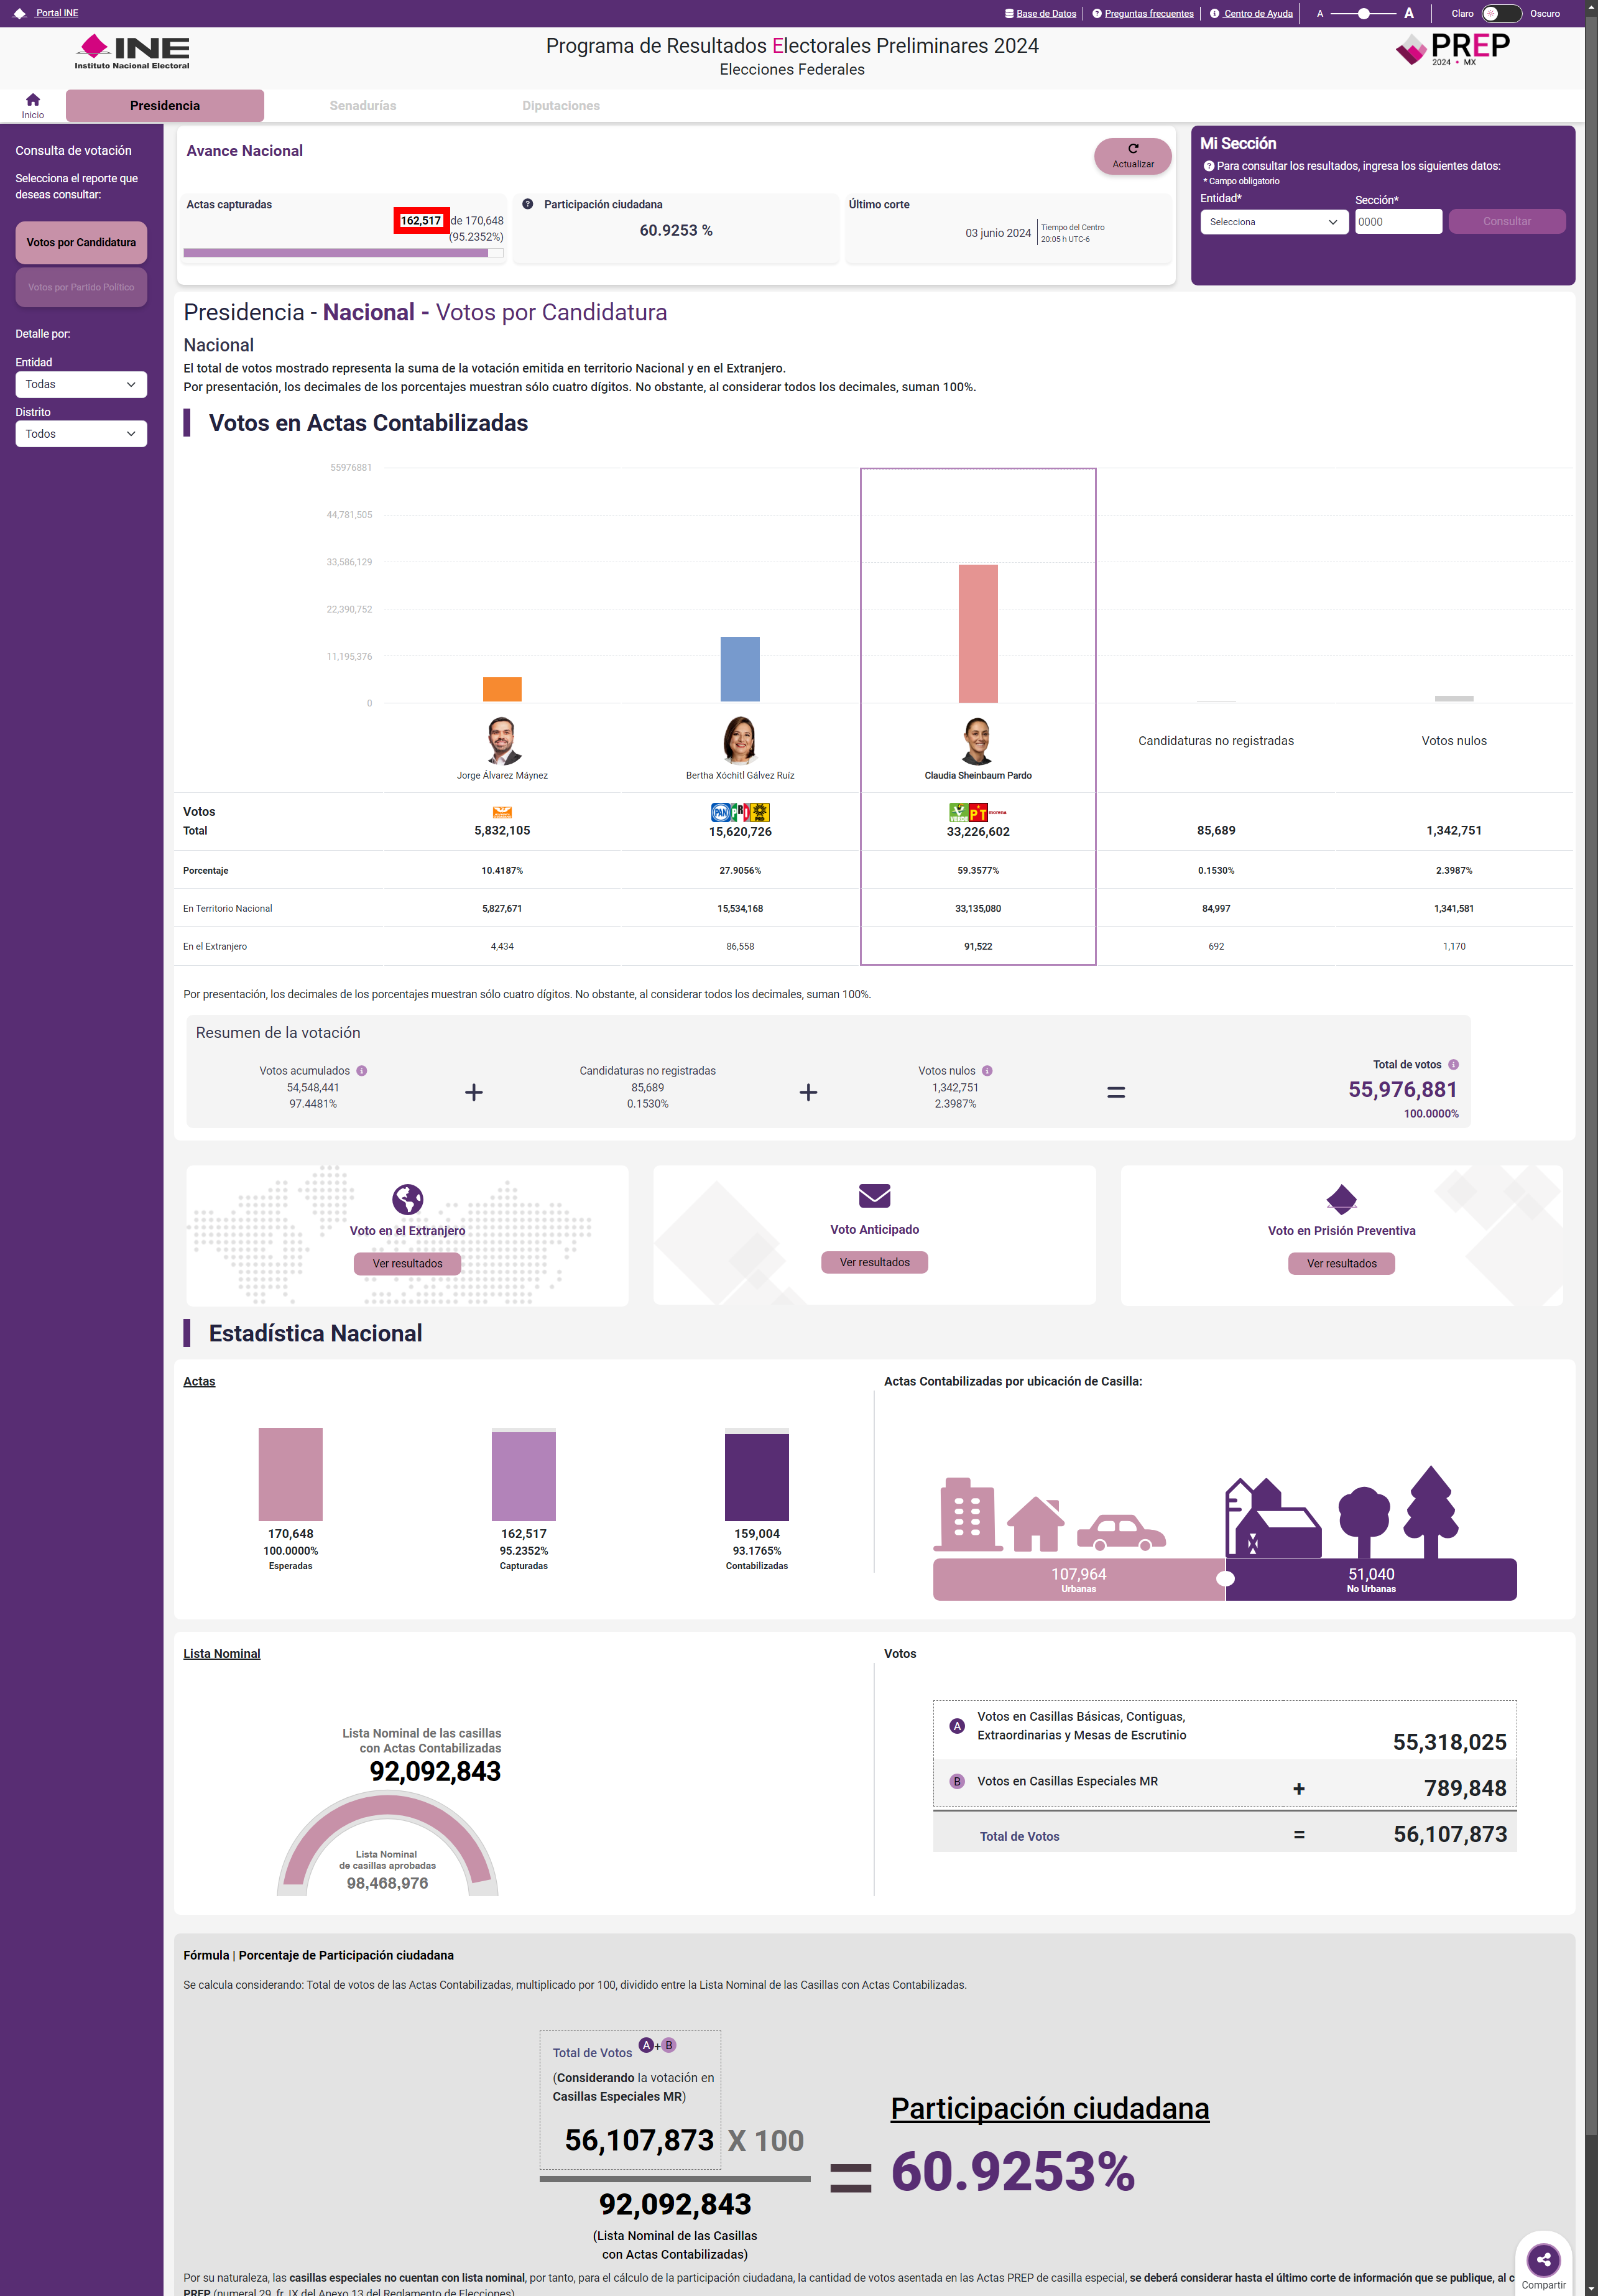 Portal INE
Base de Datos
Preguntas frecuentes
Centro de Ayuda
A
A
Claro
Oscuro
INE
Instituto Nacional Electoral
Programa de Resultados Electorales Preliminares 2024
Elecciones Federales
PREP
2024 • MX
Inicio
Presidencia
Senadurías
Diputaciones
Consulta de votación
Selecciona el reporte que
deseas consultar:
Votos por Candidatura
Votos por Partido Político
Detalle por:
Entidad
Todas
Distrito
Todos
Avance Nacional
Actualizar
Actas capturadas
162,517 de 170,648
(95.2352%)
Participación ciudadana
60.9253 %
Último corte
03 junio 2024
Tiempo del Centro
20:05 h UTC-6
Mi Sección
Para consultar los resultados, ingresa los siguientes datos:
* Campo obligatorio
Entidad*
Sección*
Selecciona
0000
Consultar
Presidencia - Nacional - Votos por Candidatura
Nacional
El total de votos mostrado representa la suma de la votación emitida en territorio Nacional y en el Extranjero.
Por presentación, los decimales de los porcentajes muestran sólo cuatro dígitos. No obstante, al considerar todos los decimales, suman 100%.
Votos en Actas Contabilizadas
55976881
44,781,505
33,586,129
22,390,752
11,195,376
0
Jorge Álvarez Máynez
Bertha Xóchitl Gálvez Ruíz
Claudia Sheinbaum Pardo
Candidaturas no registradas
Votos nulos
PAN PRI PRD
VERDE PT morena
Votos
Total 5,832,105 15,620,726 33,226,602 85,689 1,342,751
Porcentaje 10.4187% 27.9056% 59.3577% 0.1530% 2.3987%
En Territorio Nacional 5,827,671 15,534,168 33,135,080 84,997 1,341,581
En el Extranjero 4,434 86,558 91,522 692 1,170
Por presentación, los decimales de los porcentajes muestran sólo cuatro dígitos. No obstante, al considerar todos los decimales, suman 100%.
Resumen de la votación
Votos acumulados
54,548,441
97.4481%
+
Candidaturas no registradas
85,689
0.1530%
+
Votos nulos
1,342,751
2.3987%
=
Total de votos
55,976,881
100.0000%
Voto en el Extranjero
Ver resultados
Voto Anticipado
Ver resultados
Voto en Prisión Preventiva
Ver resultados
Estadística Nacional
Actas
170,648
100.0000%
Esperadas
162,517
95.2352%
Capturadas
159,004
93.1765%
Contabilizadas
Actas Contabilizadas por ubicación de Casilla:
107,964
Urbanas
51,040
No Urbanas
Lista Nominal
Lista Nominal de las casillas
con Actas Contabilizadas
92,092,843
Lista Nominal
de casillas aprobadas
98,468,976
Votos
A
Votos en Casillas Básicas, Contiguas,
Extraordinarias y Mesas de Escrutinio
55,318,025
B Votos en Casillas Especiales MR + 789,848
Total de Votos = 56,107,873
Fórmula | Porcentaje de Participación ciudadana
Se calcula considerando: Total de votos de las Actas Contabilizadas, multiplicado por 100, dividido entre la Lista Nominal de las Casillas con Actas Contabilizadas.
Total de Votos A+B
(Considerando la votación en
Casillas Especiales MR)
56,107,873 X 100
92,092,843
(Lista Nominal de las Casillas
con Actas Contabilizadas)
=
Participación ciudadana
60.9253%
Por su naturaleza, las casillas especiales no cuentan con lista nominal, por tanto, para el cálculo de la participación ciudadana, la cantidad de votos asentada en las Actas PREP de casilla especial, se deberá considerar hasta el último corte de información que se publique, al c
PREP (numeral 29, fr. IX del Anexo 13 del Reglamento de Elecciones)
Compartir